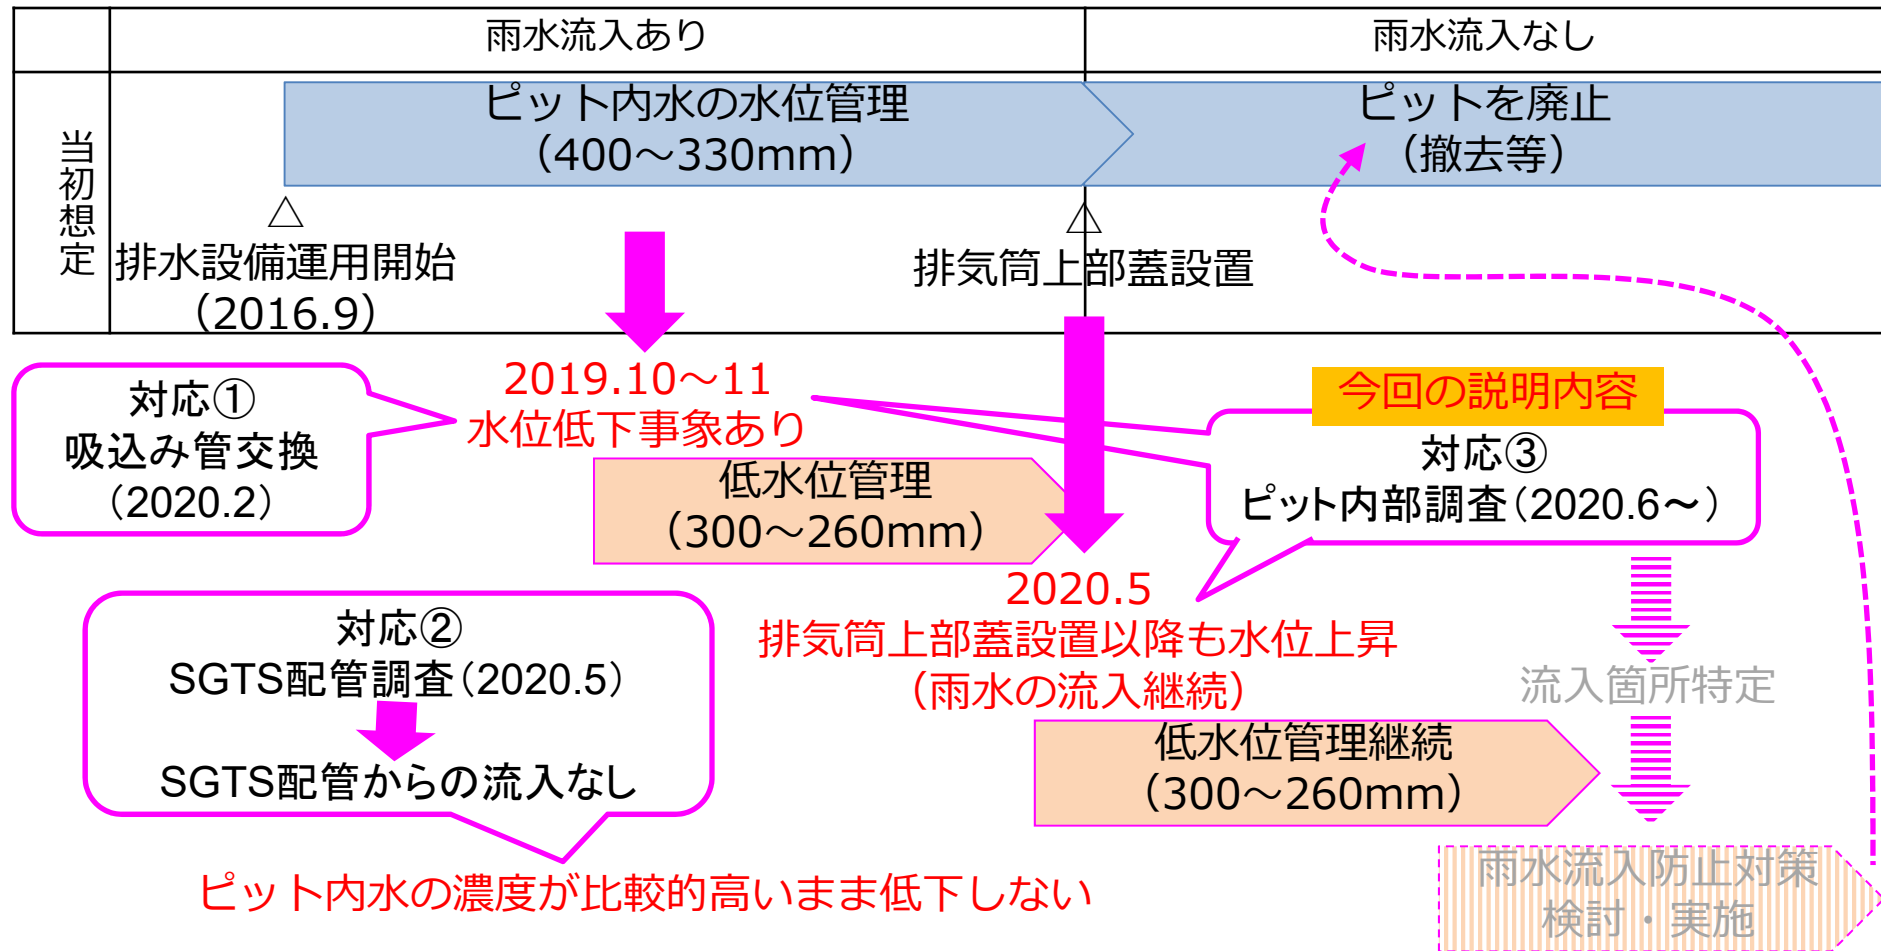 雨水流入あり
雨水流入なし
当初想定
ピット内水の水位管理
（400～330mm）
ピットを廃止
（撤去等）
△
排水設備運用開始
（2016.9）
△
排気筒上部蓋設置
対応①
吸込み管交換
（2020.2）
2019.10～11
水位低下事象あり
今回の説明内容
対応③
ピット内部調査（2020.6～）
低水位管理
（300～260mm）
対応②
SGTS配管調査（2020.5）
SGTS配管からの流入なし
2020.5
排気筒上部蓋設置以降も水位上昇
（雨水の流入継続）
流入箇所特定
低水位管理継続
（300～260mm）
ピット内水の濃度が比較的高いまま低下しない
雨水流入防止対策
検討・実施